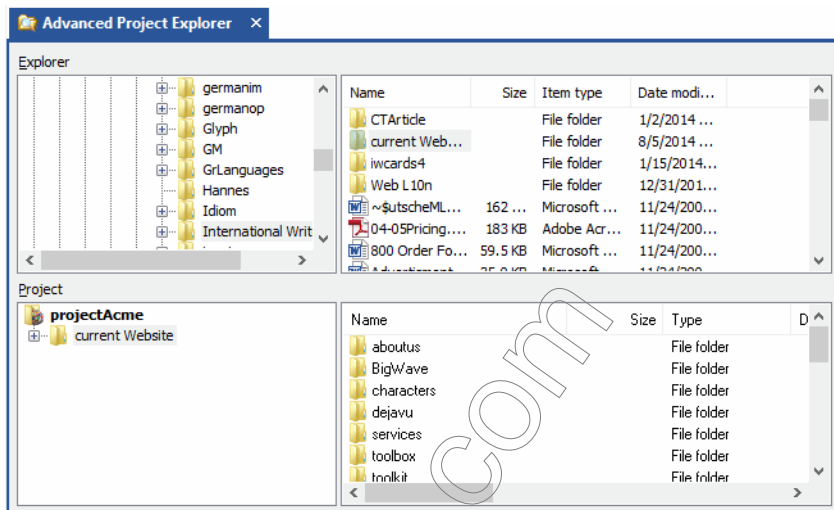 Advanced Project Explorer ×
Explorer
germanim
germanop
Glyph
GM
GrLanguages
Hannes
Idiom
International Writ
Name Size Item type Date modi...
CTArticle File folder 1/2/2014 ...
current Web... File folder 8/5/2014 ...
iwcards4 File folder 1/15/2014...
Web L10n File folder 12/31/201...
~$utscheML... 162 ... Microsoft ... 11/24/200...
04-05Pricing.... 183 KB Adobe Acr... 11/24/200...
800 Order Fo... 59.5 KB Microsoft ... 11/24/200...
Project
projectAcme
current Website
Name Size Type D
aboutus File folder
BigWave File folder
characters File folder
dejavu File folder
services File folder
toolbox File folder
toolkit File folder
com